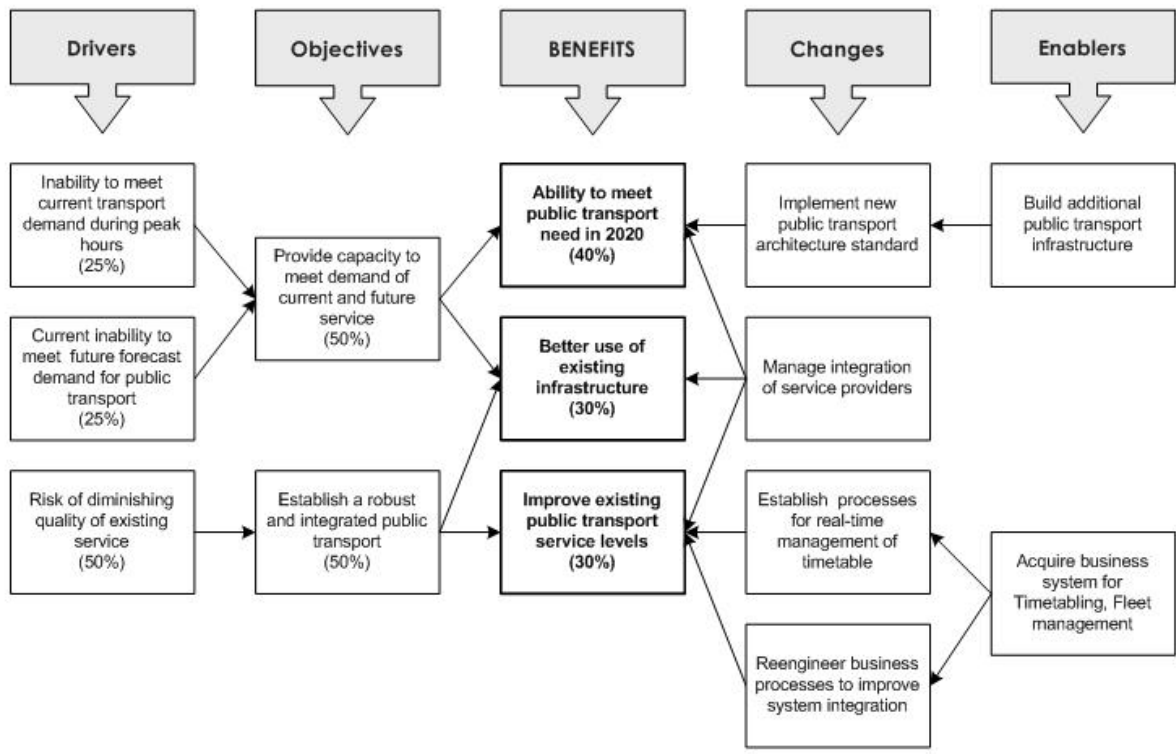 Drivers
Objectives
BENEFITS
Changes
Enablers
Inability to meet
current transport
demand during peak
hours
(25%)
Current inability to
meet future forecast
demand for public
transport
(25%)
Risk of diminishing
quality of existing
service
(50%)
Provide capacity to
meet demand of
current and future
service
(50%)
Establish a robust
and integrated public
transport
(50%)
Ability to meet
public transport
need in 2020
(40%)
Better use of
existing
infrastructure
(30%)
Improve existing
public transport
service levels
(30%)
Implement new
public transport
architecture standard
Manage integration
of service providers
Establish processes
for real-time
management of
timetable
Reengineer business
processes to improve
system integration
Build additional
public transport
infrastructure
Acquire business
system for
Timetabling, Fleet
management